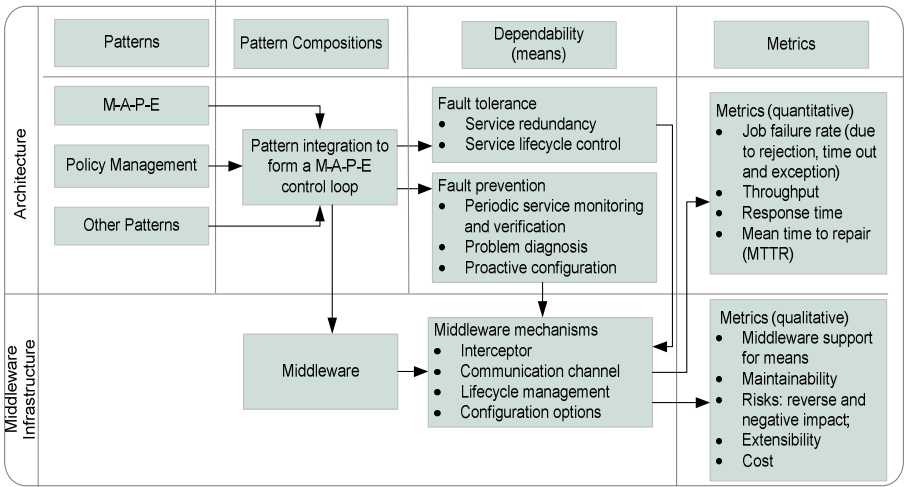 Patterns
Pattern Compositions
Dependability
(means)
Metrics
Architecture
M-A-P-E
Policy Management
Other Patterns
Pattern integration to
form a M-A-P-E
control loop
Fault tolerance
• Service redundancy
• Service lifecycle control
Fault prevention
• Periodic service monitoring
and verification
• Problem diagnosis
• Proactive configuration
Metrics (quantitative)
• Job failure rate (due
to rejection, time out
and exception)
• Throughput
• Response time
• Mean time to repair
(MTTR)
Middleware
Infrastructure
Middleware
Middleware mechanisms
• Interceptor
• Communication channel
• Lifecycle management
• Configuration options
Metrics (qualitative)
• Middleware support
for means
• Maintainability
• Risks: reverse and
negative impact;
• Extensibility
• Cost